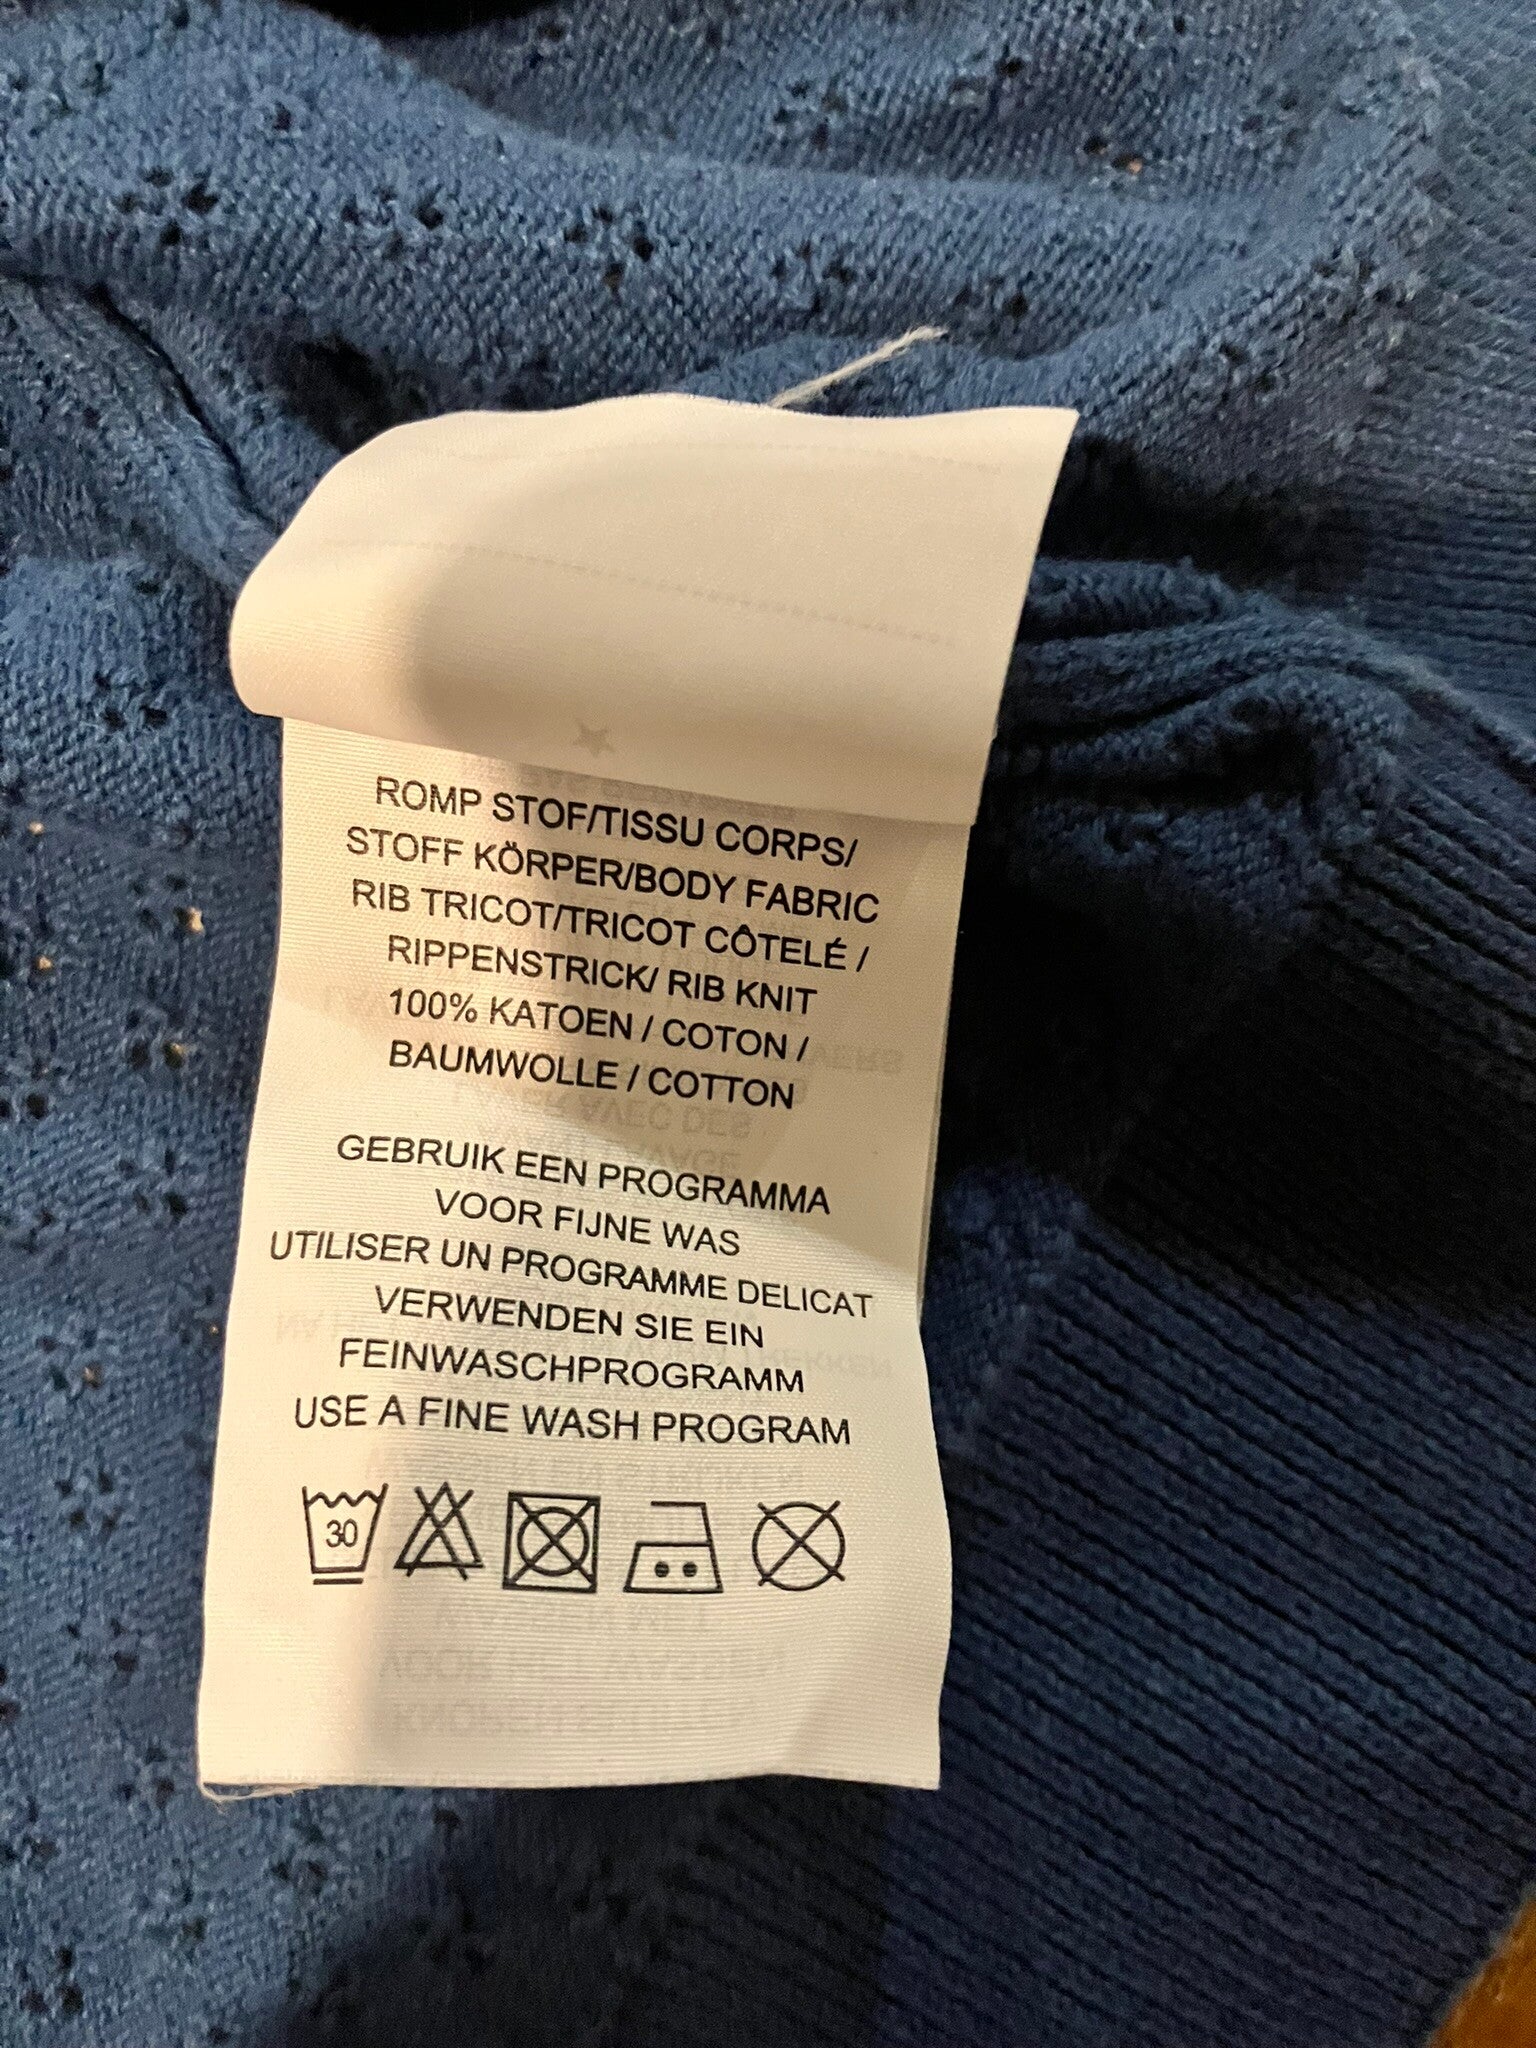 ROMP STOF/TISSU CORPS/
STOFF KÖRPER/BODY FABRIC
RIB TRICOT/TRICOT CÔTELÉ /
RIPPENSTRICK/ RIB KNIT
100% KATOEN / COTON /
BAUMWOLLE / COTTON
GEBRUIK EEN PROGRAMMA
VOOR FIJNE WAS
UTILISER UN PROGRAMME DELICAT
VERWENDEN SIE EIN
FEINWASCHPROGRAMM
USE A FINE WASH PROGRAM
30